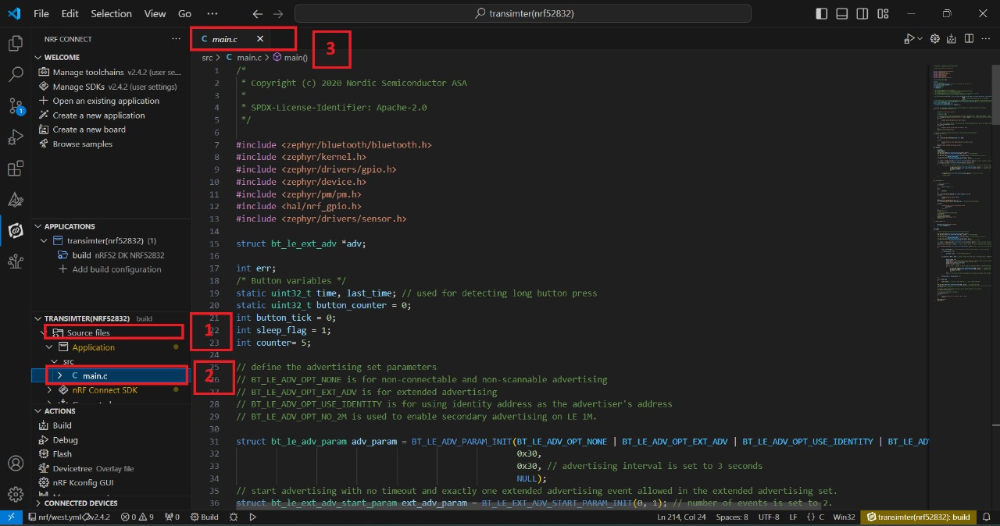 File Edit Selection View Go ··· transimter(nrf52832)
NRF CONNECT ···
WELCOME
Manage toolchains v2.4.2 (user se...
Manage SDKs v2.4.2 (user settings)
Open an existing application
Create a new application
Create a new board
Browse samples
1
APPLICATIONS
transimter(nrf52832) (1)
build nRF52 DK NRF52832
Add build configuration
TRANSIMTER(NRF52832) build
Source files
Application
src
C main.c
nRF Connect SDK
ACTIONS
Build
Debug
Flash
Devicetree Overlay file
nRF Kconfig GUI
CONNECTED DEVICES
1
2
C main.c
3
src > C main.c > main()
1 /*
2 * Copyright (c) 2020 Nordic Semiconductor ASA
3 *
4 * SPDX-License-Identifier: Apache-2.0
5 */
6
7 #include <zephyr/bluetooth/bluetooth.h>
8 #include <zephyr/kernel.h>
9 #include <zephyr/drivers/gpio.h>
10 #include <zephyr/device.h>
11 #include <zephyr/pm/pm.h>
12 #include <hal/nrf_gpio.h>
13 #include <zephyr/drivers/sensor.h>
14
15 struct bt_le_ext_adv *adv;
16
17 int err;
18 /* Button variables */
19 static uint32_t time, last_time; // used for detecting long button press
20 static uint32_t button_counter = 0;
21 int button_tick = 0;
22 int sleep_flag = 1;
23 int counter= 5;
24
25 // define the advertising set parameters
26 // BT_LE_ADV_OPT_NONE is for non-connectable and non-scannable advertising
27 // BT_LE_ADV_OPT_EXT_ADV is for extended advertising
28 // BT_LE_ADV_OPT_USE_IDENTITY is for using identity address as the advertiser's address
29 // BT_LE_ADV_OPT_NO_2M is used to enable secondary advertising on LE 1M.
30
31 struct bt_le_adv_param adv_param = BT_LE_ADV_PARAM_INIT(BT_LE_ADV_OPT_NONE | BT_LE_ADV_OPT_EXT_ADV | BT_LE_ADV_OPT_USE_IDENTITY | BT_LE_AD
32 0x30,
33 0x30, // advertising interval is set to 3 seconds
34 NULL);
35 // start advertising with no timeout and exactly one extended advertising event allowed in the extended advertising set.
36 struct bt_le_ext_adv_start_param ext_adv_param = BT_LE_EXT_ADV_START_PARAM_INIT(0, 1); // number of events is set to 2.
nrf/west.yml v2.4.2 0 9 0 Build Ln 214, Col 24 Spaces: 8 UTF-8 LF {} C Win32 transimter(nrf52832): build